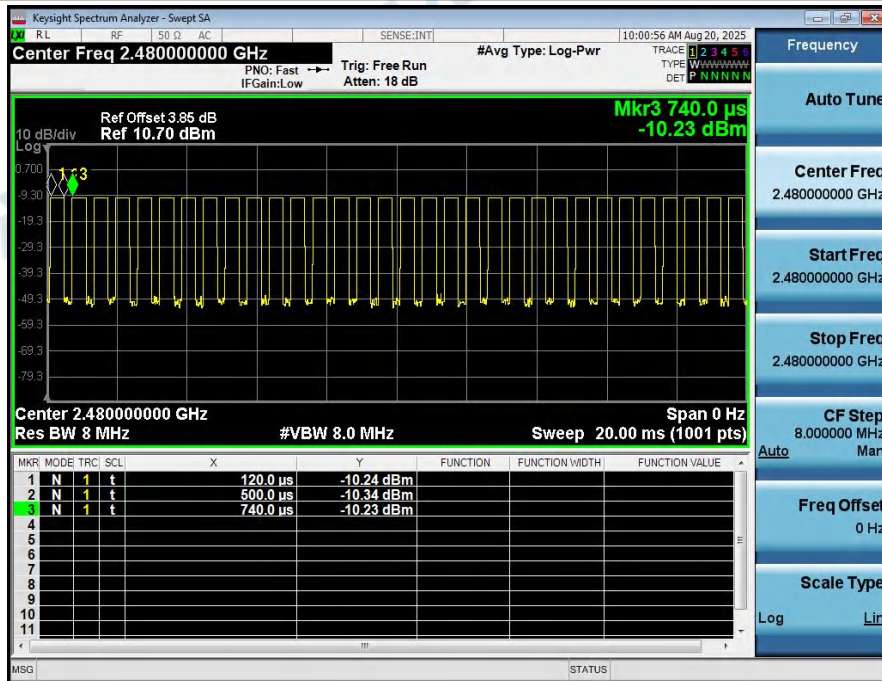 Keysight Spectrum Analyzer - Swept SA
LXI RL RF 50 Ω AC SENSE:INT 10:00:56 AM Aug 20, 2025
Center Freq 2.480000000 GHz
PNO: Fast
IFGain:Low
Trig: Free Run
Atten: 18 dB
#Avg Type: Log-Pwr
TRACE 1 2 3 4 5 6
TYPE WWWWWW
DET P N N N N N
Mkr3 740.0 µs
-10.23 dBm
Ref Offset 3.85 dB
10 dB/div Ref 10.70 dBm
Log
1 2 3
0.700
-9.30
-19.3
-29.3
-39.3
-49.3
-59.3
-69.3
-79.3
Center 2.480000000 GHz Span 0 Hz
Res BW 8 MHz #VBW 8.0 MHz Sweep 20.00 ms (1001 pts)
MKR MODE TRC SCL X Y FUNCTION FUNCTION WIDTH FUNCTION VALUE
1 N 1 t 120.0 µs -10.24 dBm
2 N 1 t 500.0 µs -10.34 dBm
3 N 1 t 740.0 µs -10.23 dBm
4
5
6
7
8
9
10
11
MSG STATUS
Frequency
Auto Tune
Center Freq
2.480000000 GHz
Start Freq
2.480000000 GHz
Stop Freq
2.480000000 GHz
CF Step
8.000000 MHz
Auto Man
Freq Offset
0 Hz
Scale Type
Log Lin